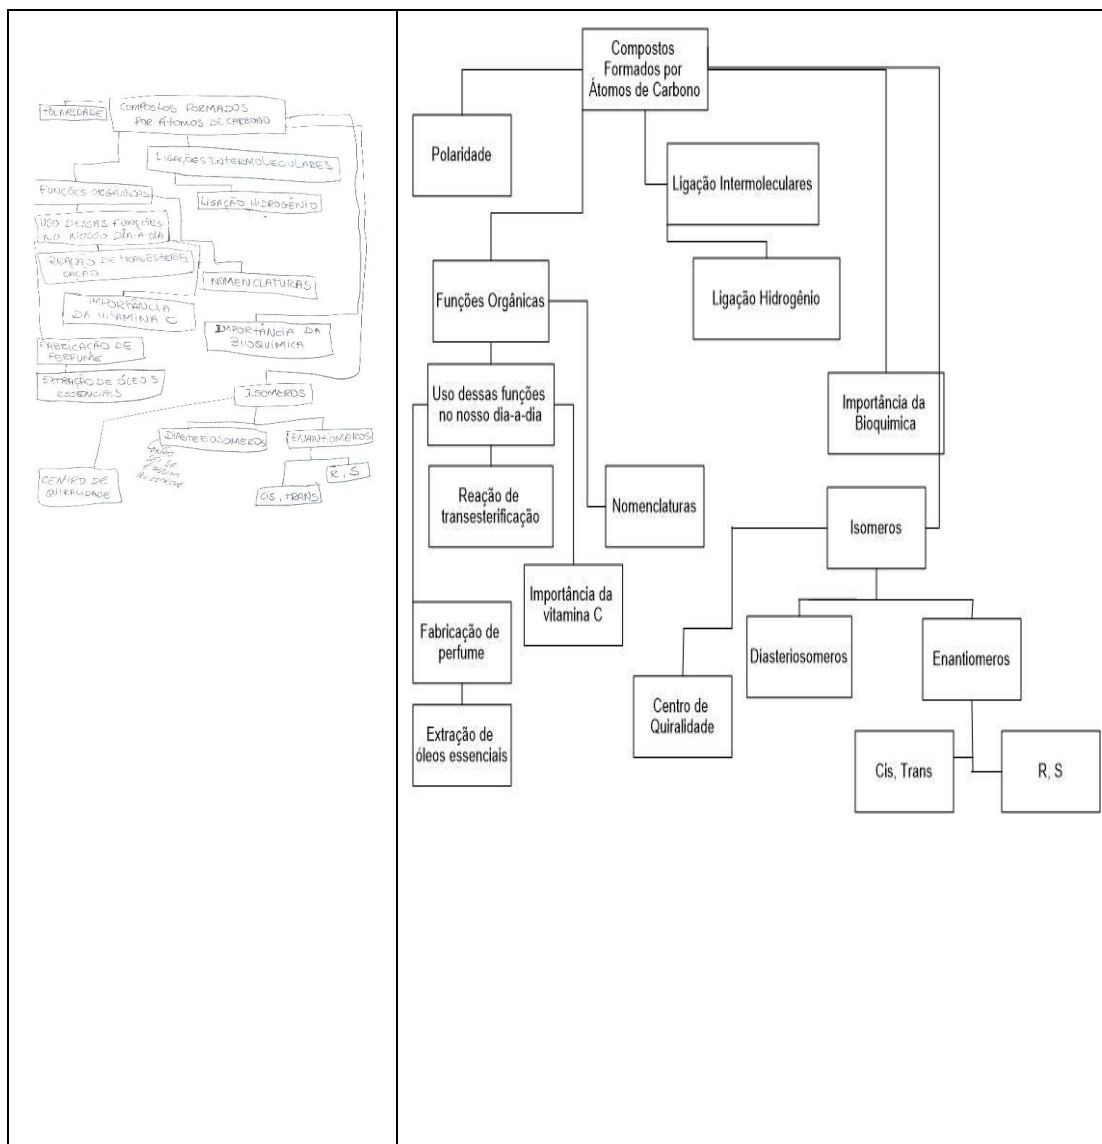 POLARIDADE
COMPOSTOS FORMADOS
POR ÁTOMOS DE CARBONO
LIGAÇÕES INTERMOLECULARES
FUNÇÕES ORGÂNICAS
LIGAÇÃO HIDROGÊNIO
USO DESSAS FUNÇÕES
NO NOSSO DIA-A-DIA
REAÇÃO DE
CACÃO
NOMENCLATURAS
IMPORTÂNCIA
DA VITAMINA C
IMPORTÂNCIA DA
BIOQUÍMICA
FABRICAÇÃO DE
PERFUME
EXTRAÇÃO DE ÓLEOS
ESSENCIAIS
ISOMEROS
DIASTERIOSOMEROS
ENANTIOMEROS
R, S
CENTRO DE
QUIRALIDADE
CIS, TRANS
Compostos
Formados por
Átomos de Carbono
Polaridade
Ligação Intermoleculares
Funções Orgânicas
Ligação Hidrogênio
Uso dessas funções
no nosso dia-a-dia
Importância da
Bioquimica
Reação de
transesterificação
Nomenclaturas
Isomeros
Importância da
vitamina C
Fabricação de
perfume
Diasteriosomeros
Enantiomeros
Centro de
Quiralidade
Extração de
óleos essenciais
Cis, Trans
R, S